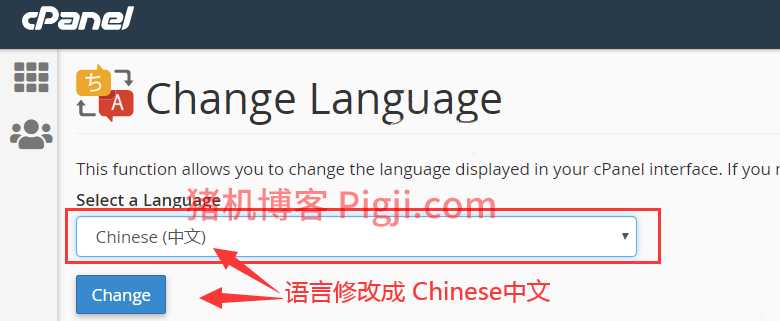 cPanel
ち
A
Change Language
This function allows you to change the language displayed in your cPanel interface. If you
Select a Language
猪机博客 Pigji.com
Chinese (中文)
Change
语言修改成 Chinese中文